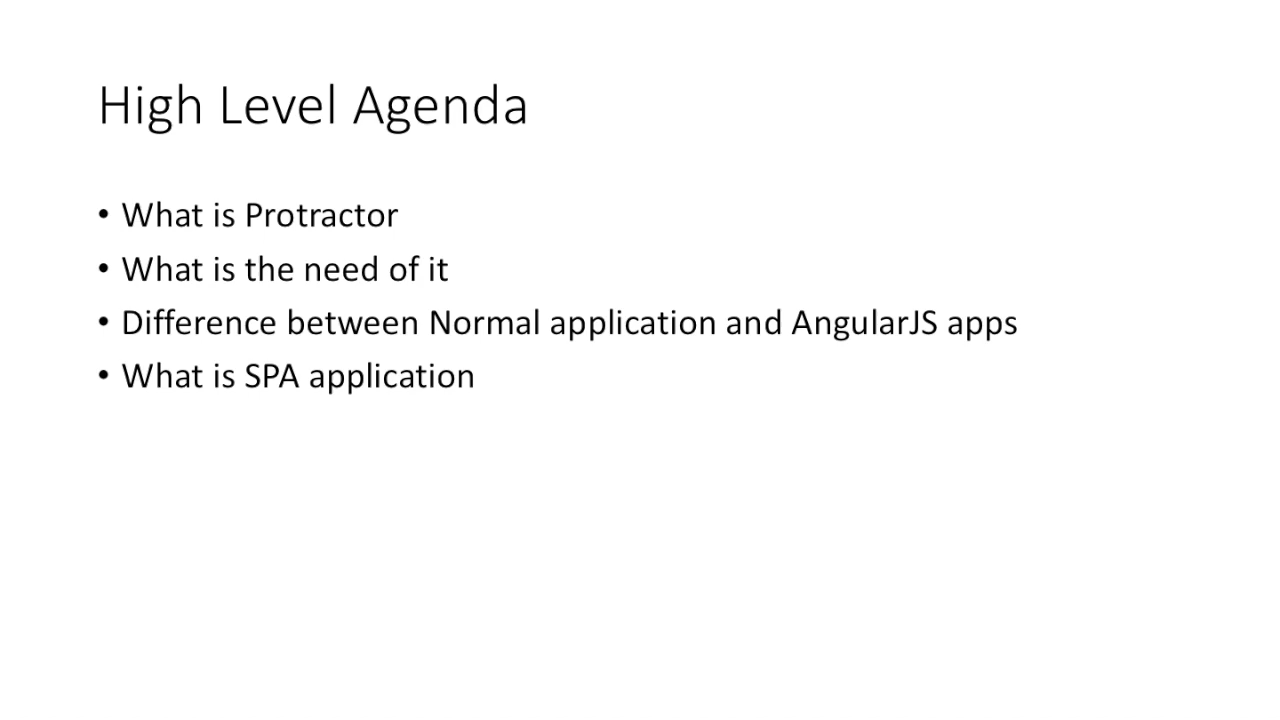 High Level Agenda
• What is Protractor
• What is the need of it
• Difference between Normal application and AngularJS apps
• What is SPA application